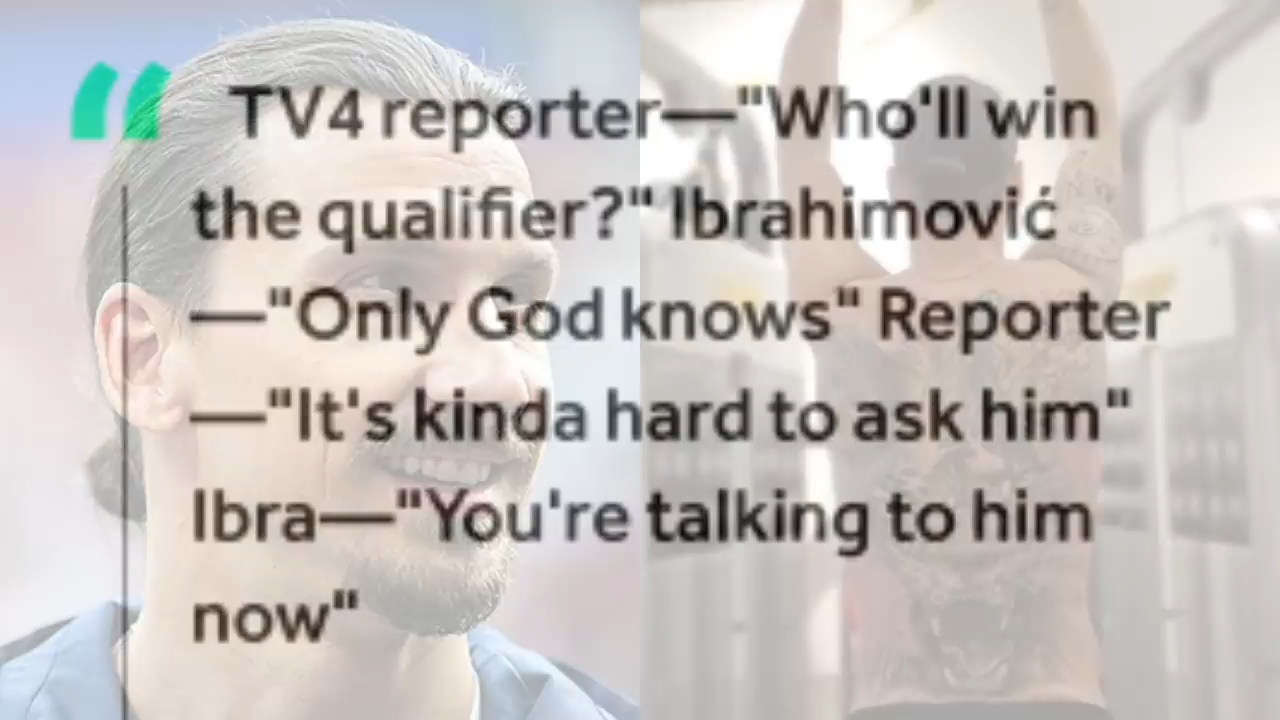 “ TV4 reporter—"Who'll win
the qualifier?" Ibrahimović
—"Only God knows" Reporter
—"It's kinda hard to ask him"
Ibra—"You're talking to him
now"